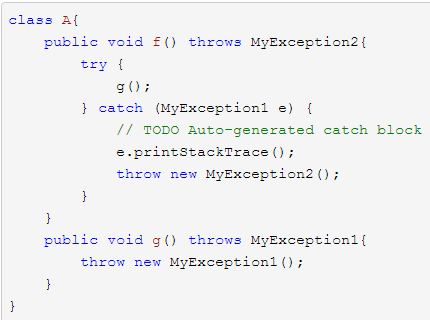 class A{
    public void f() throws MyException2{
        try {
            g();
        } catch (MyException1 e) {
            // TODO Auto-generated catch block
            e.printStackTrace();
            throw new MyException2();
        }
    }
    public void g() throws MyException1{
        throw new MyException1();
    }
}